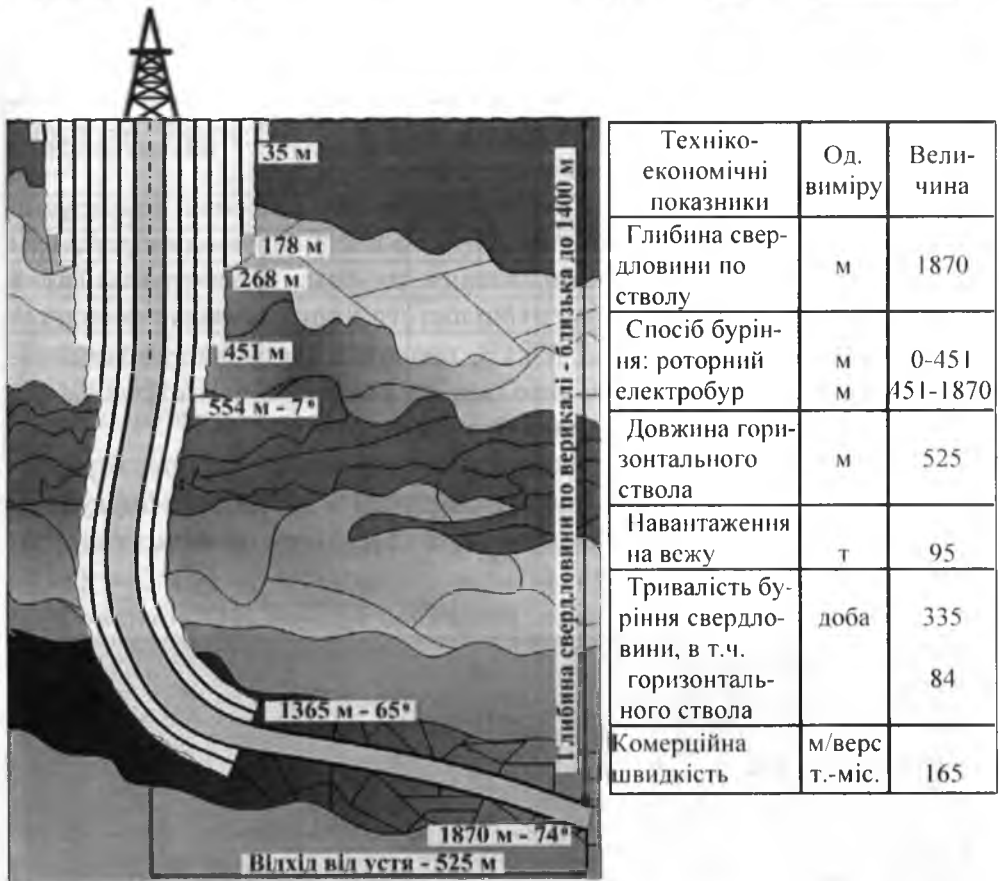 35 м
178 м
268 м
451 м
554 м - 7°
1365 м - 65°
1870 м - 74°
Відхід від устя - 525 м
Глибина свердловини по верикалі - близька до 1400 м
Техніко-
економічні
показники
Од.
виміру
Вели-
чина
Глибина свер-
дловини по
стволу
м
1870
Спосіб бурін-
ня: роторний
електробур
м
м
0-451
451-1870
Довжина гори-
зонтального
ствола
м
525
Навантаження
на вежу
т
95
Тривалість бу-
ріння свердло-
вини, в т.ч.
горизонталь-
ного ствола
доба
335
84
Комерційна
швидкість
м/верс
т.-міс.
165